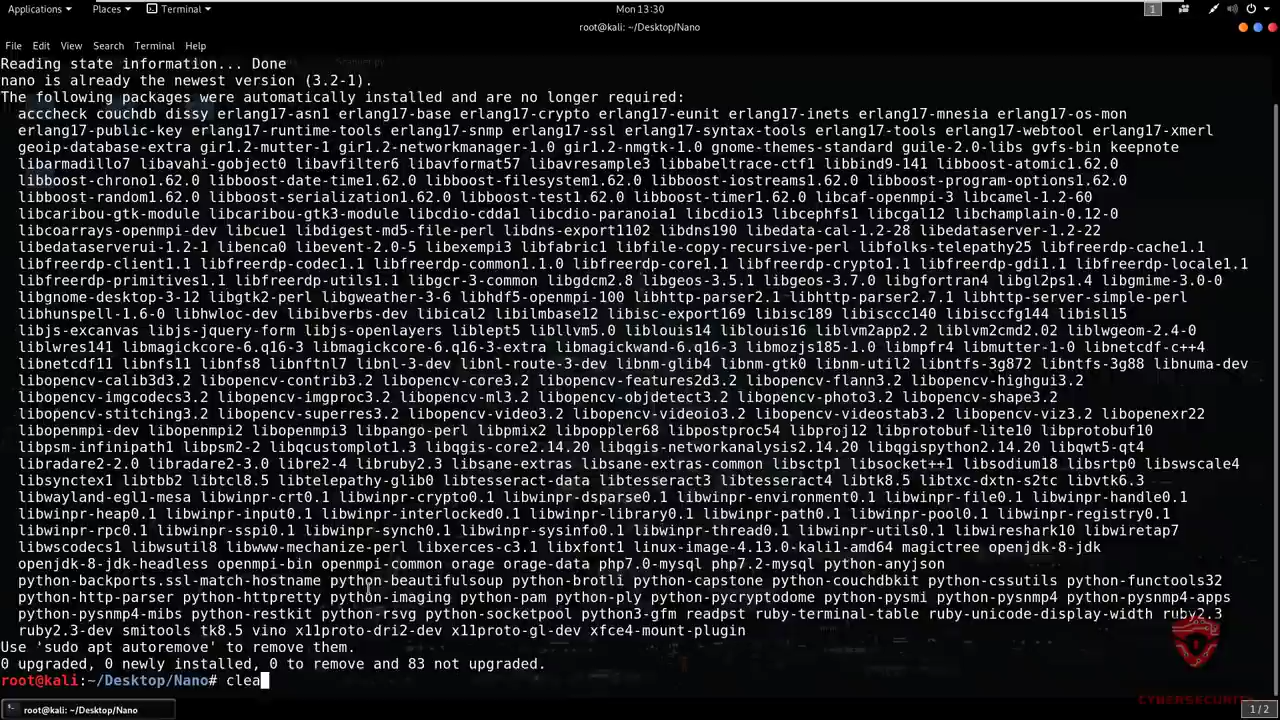 Applications Places Terminal Mon 13:30 1
root@kali: ~/Desktop/Nano
File Edit View Search Terminal Help
Reading state information... Done
nano is already the newest version (3.2-1).
The following packages were automatically installed and are no longer required:
acccheck couchdb dissy erlang17-asn1 erlang17-base erlang17-crypto erlang17-eunit erlang17-inets erlang17-mnesia erlang17-os-mon
erlang17-public-key erlang17-runtime-tools erlang17-snmp erlang17-ssl erlang17-syntax-tools erlang17-tools erlang17-webtool erlang17-xmerl
geoip-database-extra gir1.2-mutter-1 gir1.2-networkmanager-1.0 gir1.2-nmgtk-1.0 gnome-themes-standard guile-2.0-libs gvfs-bin keepnote
libarmadillo7 libavahi-gobject0 libavfilter6 libavformat57 libavresample3 libbabeltrace-ctf1 libbind9-141 libboost-atomic1.62.0
libboost-chrono1.62.0 libboost-date-time1.62.0 libboost-filesystem1.62.0 libboost-iostreams1.62.0 libboost-program-options1.62.0
libboost-random1.62.0 libboost-serialization1.62.0 libboost-test1.62.0 libboost-timer1.62.0 libcaf-openmpi-3 libcamel-1.2-60
libcaribou-gtk-module libcaribou-gtk3-module libcdio-cdda1 libcdio-paranoia1 libcdio13 libcephfs1 libcgal12 libchamplain-0.12-0
libcoarrays-openmpi-dev libcue1 libdigest-md5-file-perl libdns-export1102 libdns190 libedata-cal-1.2-28 libedataserver-1.2-22
libedataserverui-1.2-1 libenca0 libevent-2.0-5 libexempi3 libfabric1 libfile-copy-recursive-perl libfolks-telepathy25 libfreerdp-cache1.1
libfreerdp-client1.1 libfreerdp-codec1.1 libfreerdp-common1.1.0 libfreerdp-core1.1 libfreerdp-crypto1.1 libfreerdp-gdi1.1 libfreerdp-locale1.1
libfreerdp-primitives1.1 libfreerdp-utils1.1 libgcr-3-common libgdcm2.8 libgeos-3.5.1 libgeos-3.7.0 libgfortran4 libgl2ps1.4 libgmime-3.0-0
libgnome-desktop-3-12 libgtk2-perl libgweather-3-6 libhdf5-openmpi-100 libhttp-parser2.1 libhttp-parser2.7.1 libhttp-server-simple-perl
libhunspell-1.6-0 libhwloc-dev libibverbs-dev libical2 libilmbase12 libisc-export169 libisc189 libisccc140 libisccfg144 libisl15
libjs-excanvas libjs-jquery-form libjs-openlayers liblept5 libllvm5.0 liblouis14 liblouis16 liblvm2app2.2 liblvm2cmd2.02 liblwgeom-2.4-0
liblwres141 libmagickcore-6.q16-3 libmagickcore-6.q16-3-extra libmagickwand-6.q16-3 libmozjs185-1.0 libmpfr4 libmutter-1-0 libnetcdf-c++4
libnetcdf11 libnfs11 libnfs8 libnftnl7 libnl-3-dev libnl-route-3-dev libnm-glib4 libnm-gtk0 libnm-util2 libntfs-3g872 libntfs-3g88 libnuma-dev
libopencv-calib3d3.2 libopencv-contrib3.2 libopencv-core3.2 libopencv-features2d3.2 libopencv-flann3.2 libopencv-highgui3.2
libopencv-imgcodecs3.2 libopencv-imgproc3.2 libopencv-ml3.2 libopencv-objdetect3.2 libopencv-photo3.2 libopencv-shape3.2
libopencv-stitching3.2 libopencv-superres3.2 libopencv-video3.2 libopencv-videoio3.2 libopencv-videostab3.2 libopencv-viz3.2 libopenexr22
libopenmpi-dev libopenmpi2 libopenmpi3 libpango-perl libpmix2 libpoppler68 libpostproc54 libproj12 libprotobuf-lite10 libprotobuf10
libpsm-infinipath1 libpsm2-2 libqcustomplot1.3 libqgis-core2.14.20 libqgis-networkanalysis2.14.20 libqgispython2.14.20 libqwt5-qt4
libradare2-2.0 libradare2-3.0 libre2-4 libruby2.3 libsane-extras libsane-extras-common libsctp1 libsocket++1 libsodium18 libsrtp0 libswscale4
libsynctex1 libtbb2 libtcl8.5 libtelepathy-glib0 libtesseract-data libtesseract3 libtesseract4 libtk8.5 libtxc-dxtn-s2tc libvtk6.3
libwayland-egl1-mesa libwinpr-crt0.1 libwinpr-crypto0.1 libwinpr-dsparse0.1 libwinpr-environment0.1 libwinpr-file0.1 libwinpr-handle0.1
libwinpr-heap0.1 libwinpr-input0.1 libwinpr-interlocked0.1 libwinpr-library0.1 libwinpr-path0.1 libwinpr-pool0.1 libwinpr-registry0.1
libwinpr-rpc0.1 libwinpr-sspi0.1 libwinpr-synch0.1 libwinpr-sysinfo0.1 libwinpr-thread0.1 libwinpr-utils0.1 libwireshark10 libwiretap7
libwscodecs1 libwsutil8 libwww-mechanize-perl libxerces-c3.1 libxfont1 linux-image-4.13.0-kali1-amd64 magictree openjdk-8-jdk
openjdk-8-jdk-headless openmpi-bin openmpi-common orage orage-data php7.0-mysql php7.2-mysql python-anyjson
python-backports.ssl-match-hostname python-beautifulsoup python-brotli python-capstone python-couchdbkit python-cssutils python-functools32
python-http-parser python-httpretty python-imaging python-pam python-ply python-pycryptodome python-pysmi python-pysnmp4 python-pysnmp4-apps
python-pysnmp4-mibs python-restkit python-rsvg python-socketpool python3-gfm readpst ruby-terminal-table ruby-unicode-display-width ruby2.3
ruby2.3-dev smitools tk8.5 vino x11proto-dri2-dev x11proto-gl-dev xfce4-mount-plugin
Use 'sudo apt autoremove' to remove them.
0 upgraded, 0 newly installed, 0 to remove and 83 not upgraded.
root@kali:~/Desktop/Nano# clea
CYBERSECURITY
root@kali: ~/Desktop/Nano 1 / 2